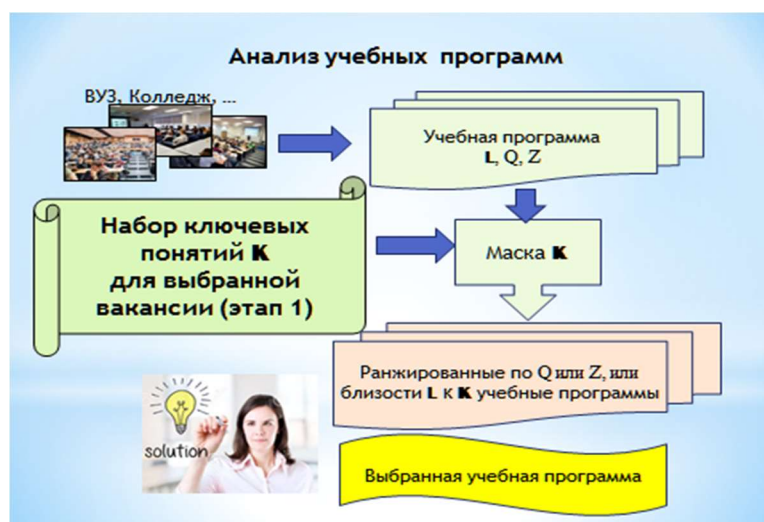 Анализ учебных программ
ВУЗ, Колледж, ...
Учебная программа
L, Q, Z
Набор ключевых
понятий K
для выбранной
вакансии (этап 1)
Маска K
Ранжированные по Q или Z, или
близости L к K учебные программы
solution
Выбранная учебная программа